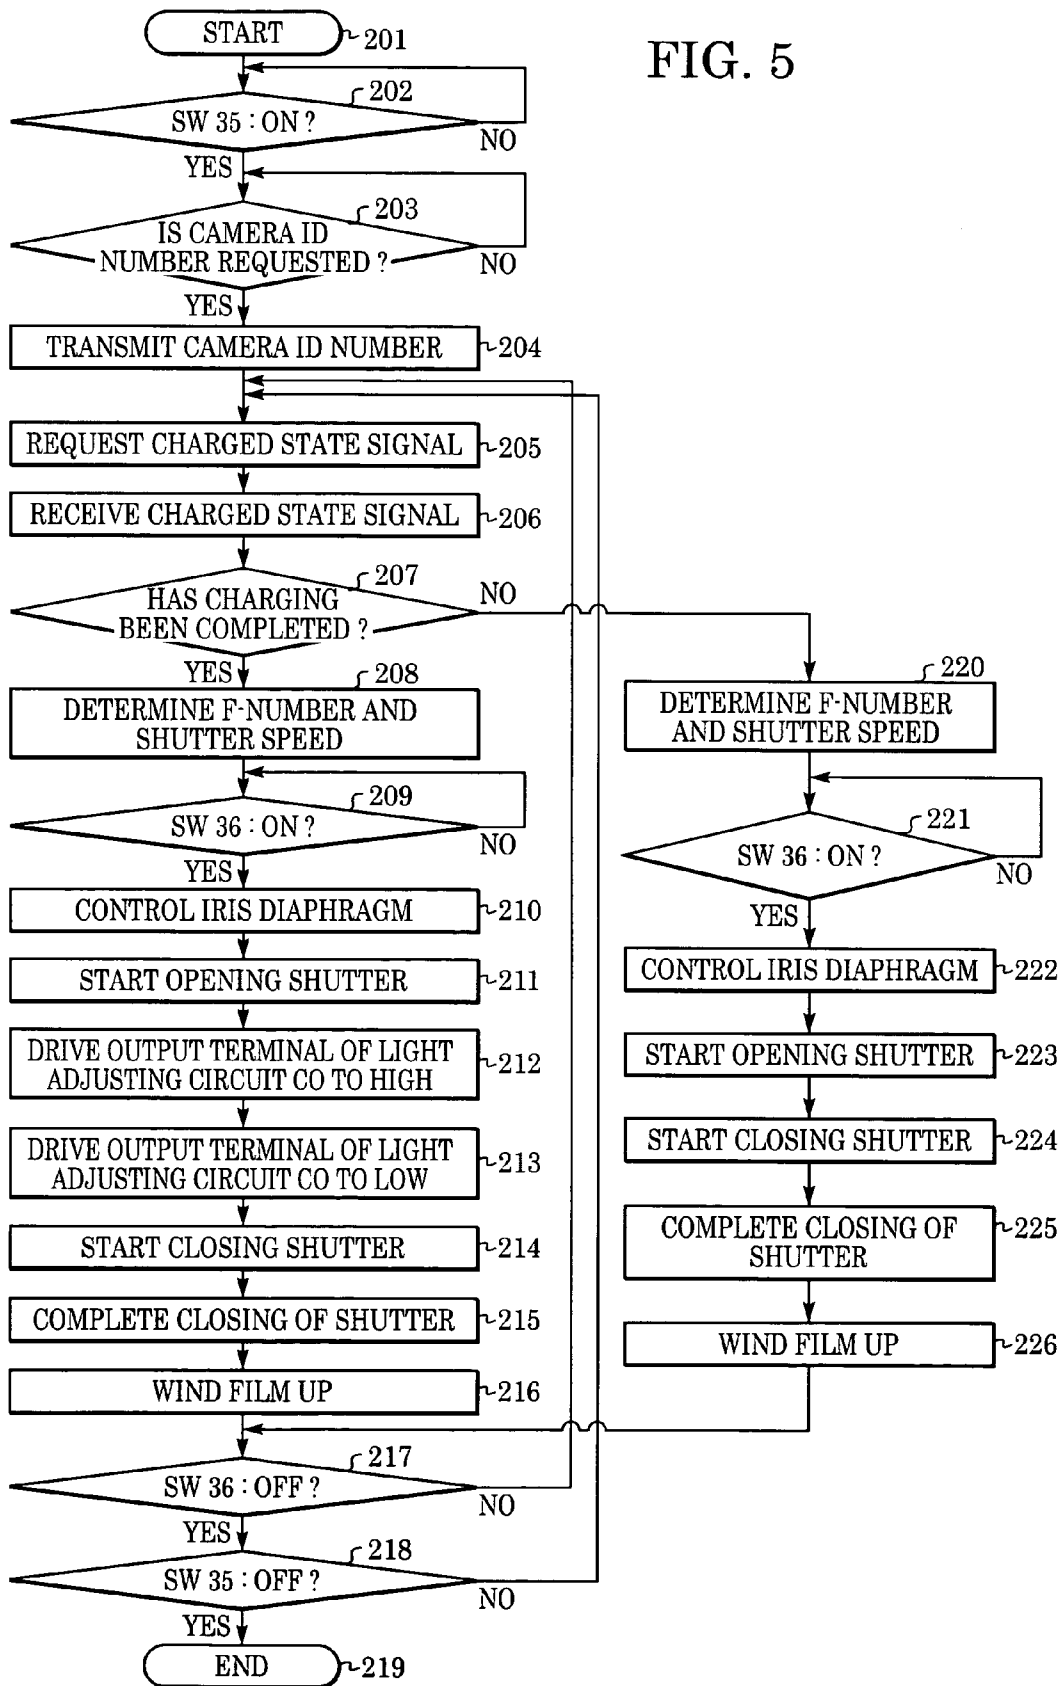 FIG. 5
START
201
202
SW 35 : ON ?
NO
YES
203
IS CAMERA ID
NUMBER REQUESTED ?
NO
YES
TRANSMIT CAMERA ID NUMBER
204
REQUEST CHARGED STATE SIGNAL
205
RECEIVE CHARGED STATE SIGNAL
206
207
HAS CHARGING
BEEN COMPLETED ?
NO
YES
208
DETERMINE F-NUMBER AND
SHUTTER SPEED
209
SW 36 : ON ?
NO
YES
CONTROL IRIS DIAPHRAGM
210
START OPENING SHUTTER
211
DRIVE OUTPUT TERMINAL OF LIGHT
ADJUSTING CIRCUIT CO TO HIGH
212
DRIVE OUTPUT TERMINAL OF LIGHT
ADJUSTING CIRCUIT CO TO LOW
213
START CLOSING SHUTTER
214
COMPLETE CLOSING OF SHUTTER
215
WIND FILM UP
216
217
SW 36 : OFF ?
NO
YES
218
SW 35 : OFF ?
NO
YES
END
219
220
DETERMINE F-NUMBER
AND SHUTTER SPEED
221
SW 36 : ON ?
NO
YES
CONTROL IRIS DIAPHRAGM
222
START OPENING SHUTTER
223
START CLOSING SHUTTER
224
COMPLETE CLOSING OF
SHUTTER
225
WIND FILM UP
226